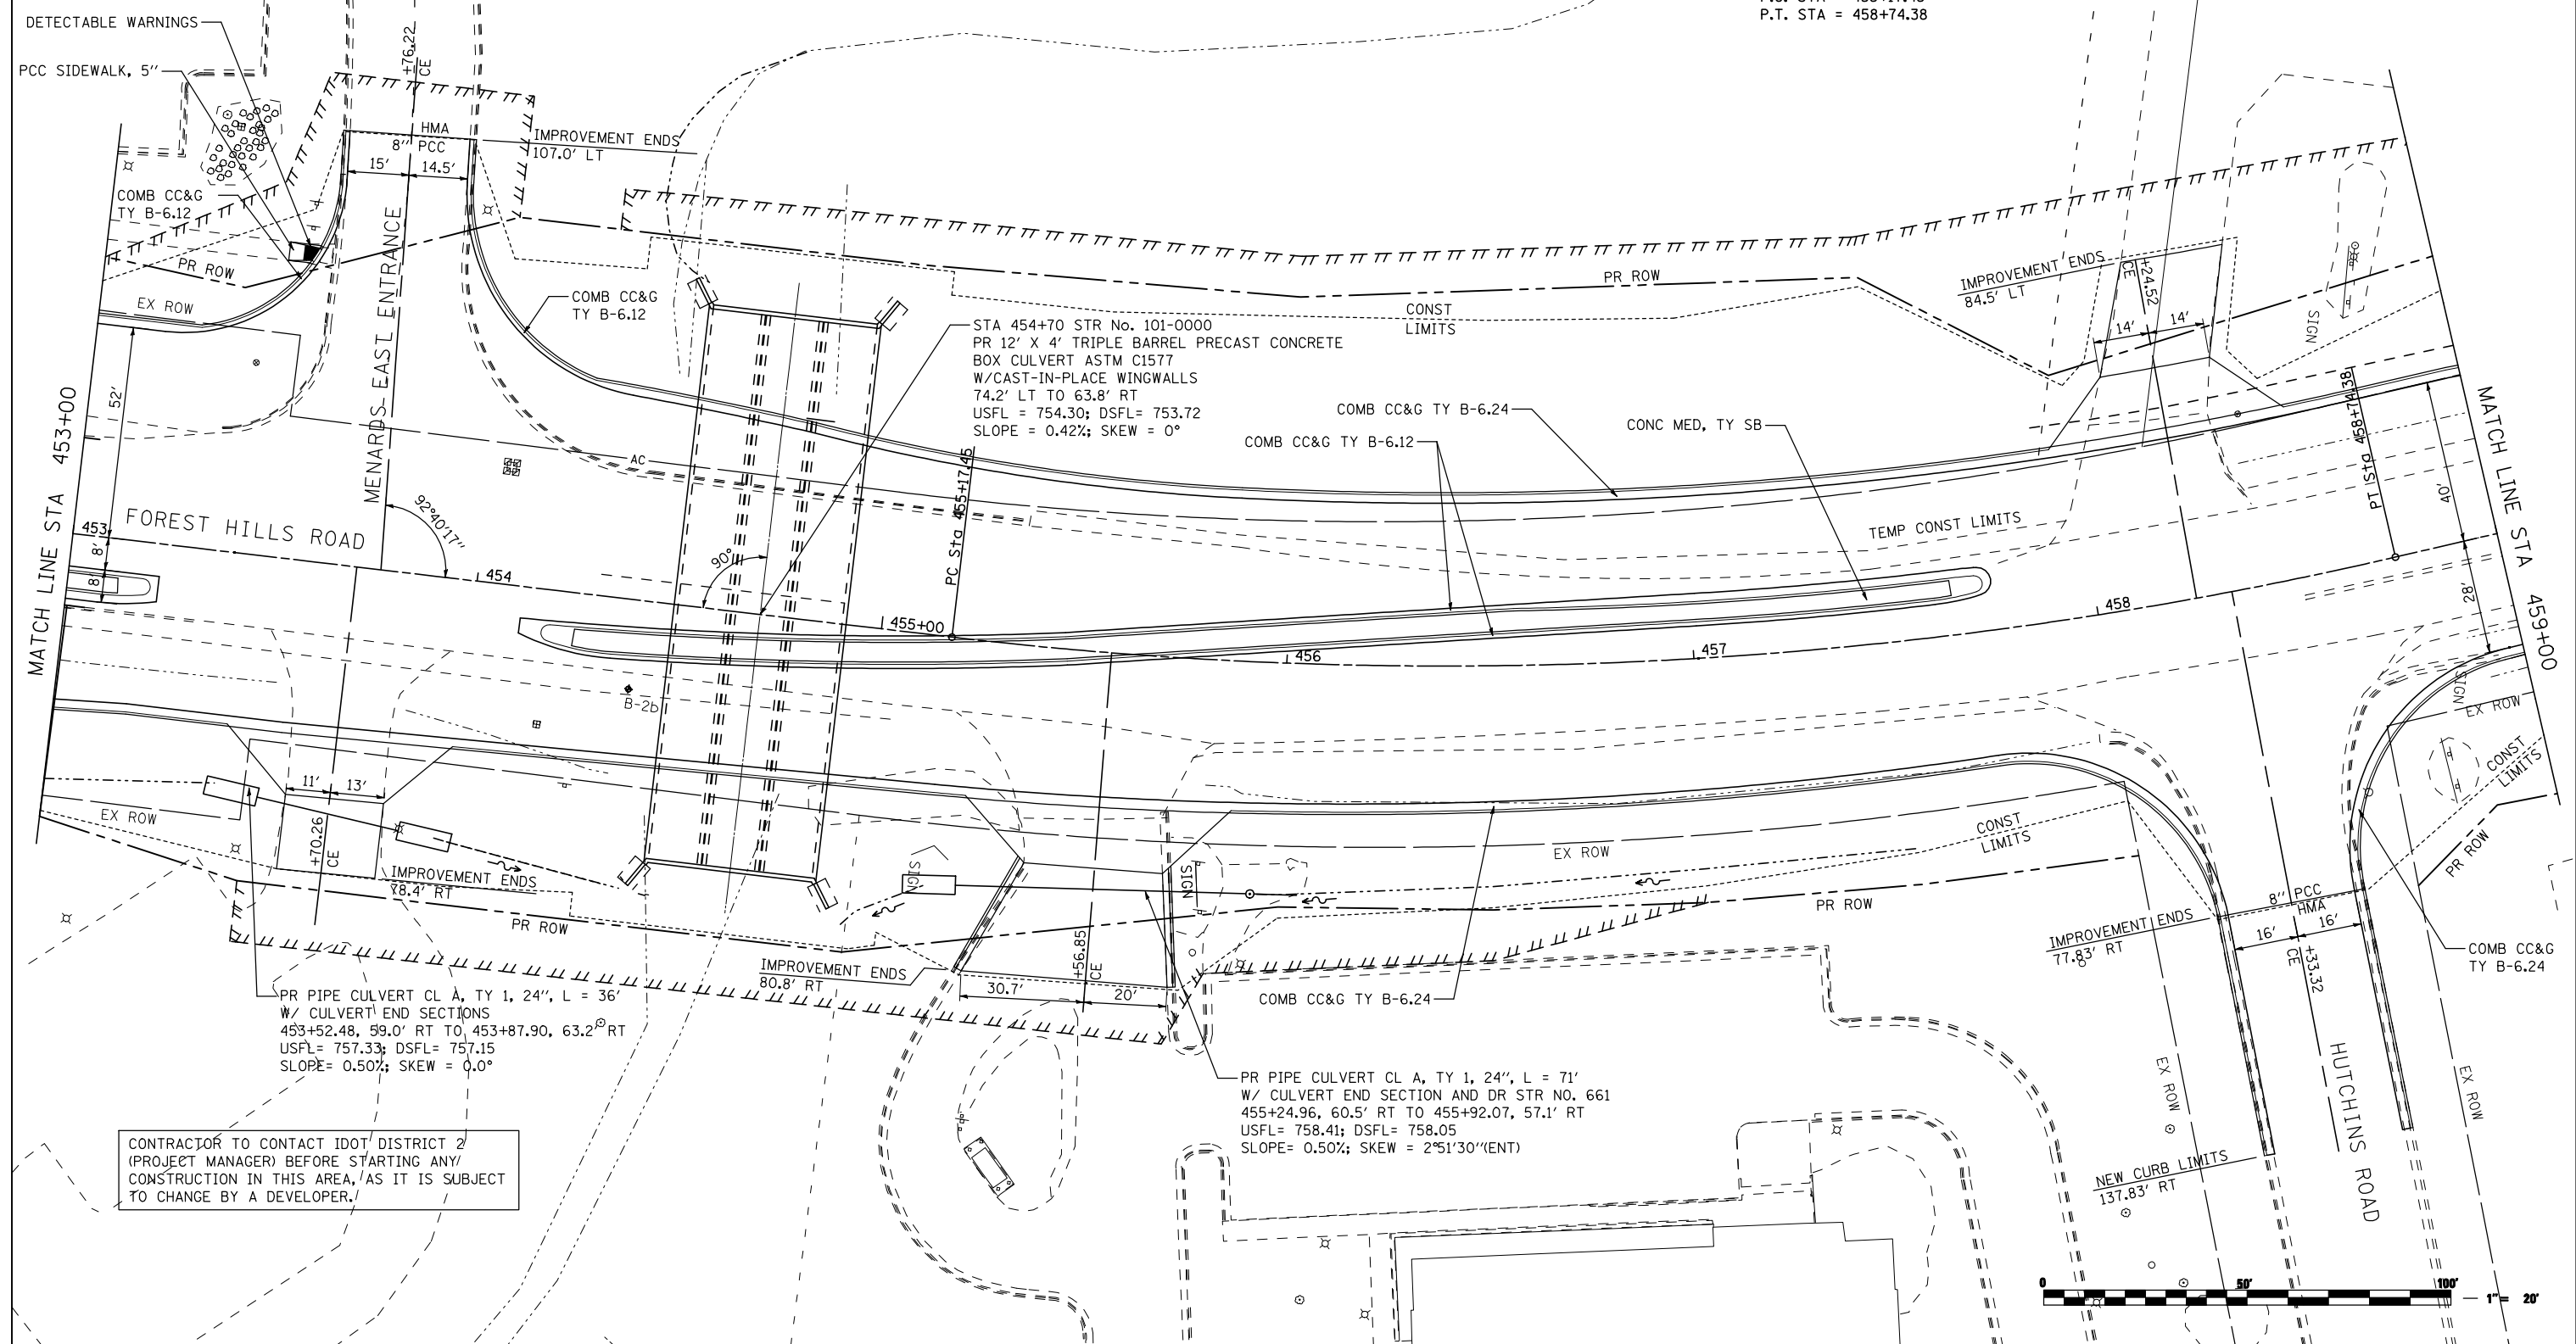 P.T. STA = 458+74.38
DETECTABLE WARNINGS
PCC SIDEWALK, 5''
+76.22
CE
HMA
8'' PCC
15'
14.5'
IMPROVEMENT ENDS
107.0' LT
COMB CC&G
TY B-6.12
PR ROW
EX ROW
MENARDS EAST ENTRANCE
COMB CC&G
TY B-6.12
STA 454+70 STR No. 101-0000
PR 12' X 4' TRIPLE BARREL PRECAST CONCRETE
BOX CULVERT ASTM C1577
W/CAST-IN-PLACE WINGWALLS
74.2' LT TO 63.8' RT
USFL = 754.30; DSFL= 753.72
SLOPE = 0.42%; SKEW = 0°
PR ROW
CONST
LIMITS
IMPROVEMENT ENDS
84.5' LT
+24.52
CE
14'
14'
SIGN
COMB CC&G TY B-6.24
COMB CC&G TY B-6.12
CONC MED, TY SB
PT Sta 458+74.38
MATCH LINE STA 459+00
40'
28'
52'
MATCH LINE STA 453+00
AC
92°40'17''
FOREST HILLS ROAD
453
8'
8'
454
90°
PC Sta 455+17.45
455+00
456
457
458
TEMP CONST LIMITS
B-2b
11'
13'
EX ROW
+70.26
CE
IMPROVEMENT ENDS
78.4' RT
PR ROW
SIGN
SIGN
EX ROW
CONST
LIMITS
PR ROW
SIGN
EX ROW
CONST
LIMITS
PR ROW
8'' PCC
HMA
IMPROVEMENT ENDS
77.83' RT
16'
16'
+33.32
CE
COMB CC&G
TY B-6.24
IMPROVEMENT ENDS
80.8' RT
+56.85
CE
30.7'
20'
COMB CC&G TY B-6.24
PR PIPE CULVERT CL A, TY 1, 24'', L = 36'
W/ CULVERT END SECTIONS
453+52.48, 59.0' RT TO 453+87.90, 63.2' RT
USFL= 757.33; DSFL= 757.15
SLOPE= 0.50%; SKEW = 0.0°
PR PIPE CULVERT CL A, TY 1, 24'', L = 71'
W/ CULVERT END SECTION AND DR STR NO. 661
455+24.96, 60.5' RT TO 455+92.07, 57.1' RT
USFL= 758.41; DSFL= 758.05
SLOPE= 0.50%; SKEW = 2°51'30''(ENT)
HUTCHINS ROAD
EX ROW
EX ROW
NEW CURB LIMITS
137.83' RT
CONTRACTOR TO CONTACT IDOT DISTRICT 2
(PROJECT MANAGER) BEFORE STARTING ANY
CONSTRUCTION IN THIS AREA, AS IT IS SUBJECT
TO CHANGE BY A DEVELOPER.
0
50'
100'
1'' = 20'